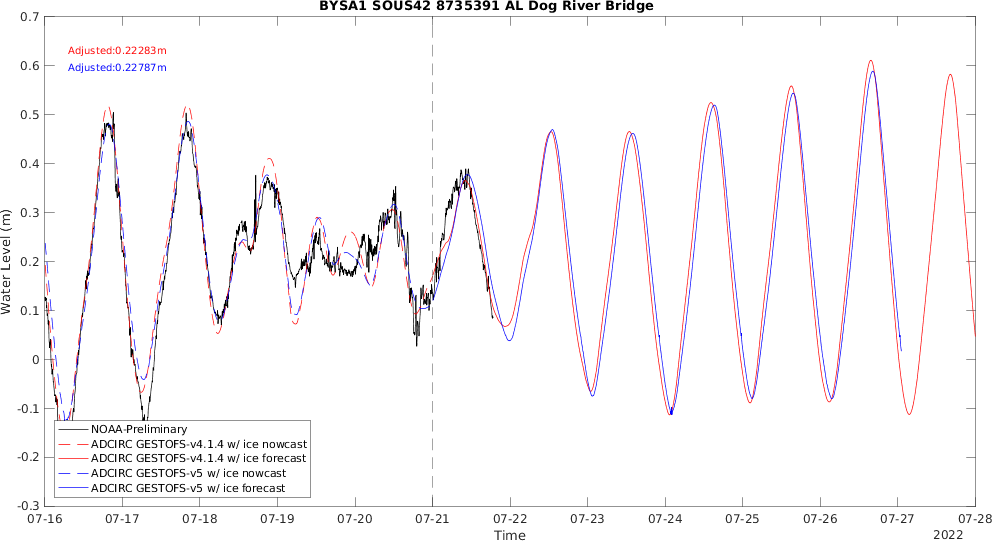 BYSA1 SOUS42 8735391 AL Dog River Bridge
0.7
0.6
0.5
0.4
0.3
0.2
0.1
0
-0.1
-0.2
-0.3
Water Level (m)
Adjusted:0.22283m
Adjusted:0.22787m
NOAA-Preliminary
ADCIRC GESTOFS-v4.1.4 w/ ice nowcast
ADCIRC GESTOFS-v4.1.4 w/ ice forecast
ADCIRC GESTOFS-v5 w/ ice nowcast
ADCIRC GESTOFS-v5 w/ ice forecast
07-16 07-17 07-18 07-19 07-20 07-21 07-22 07-23 07-24 07-25 07-26 07-27 07-28
Time
2022